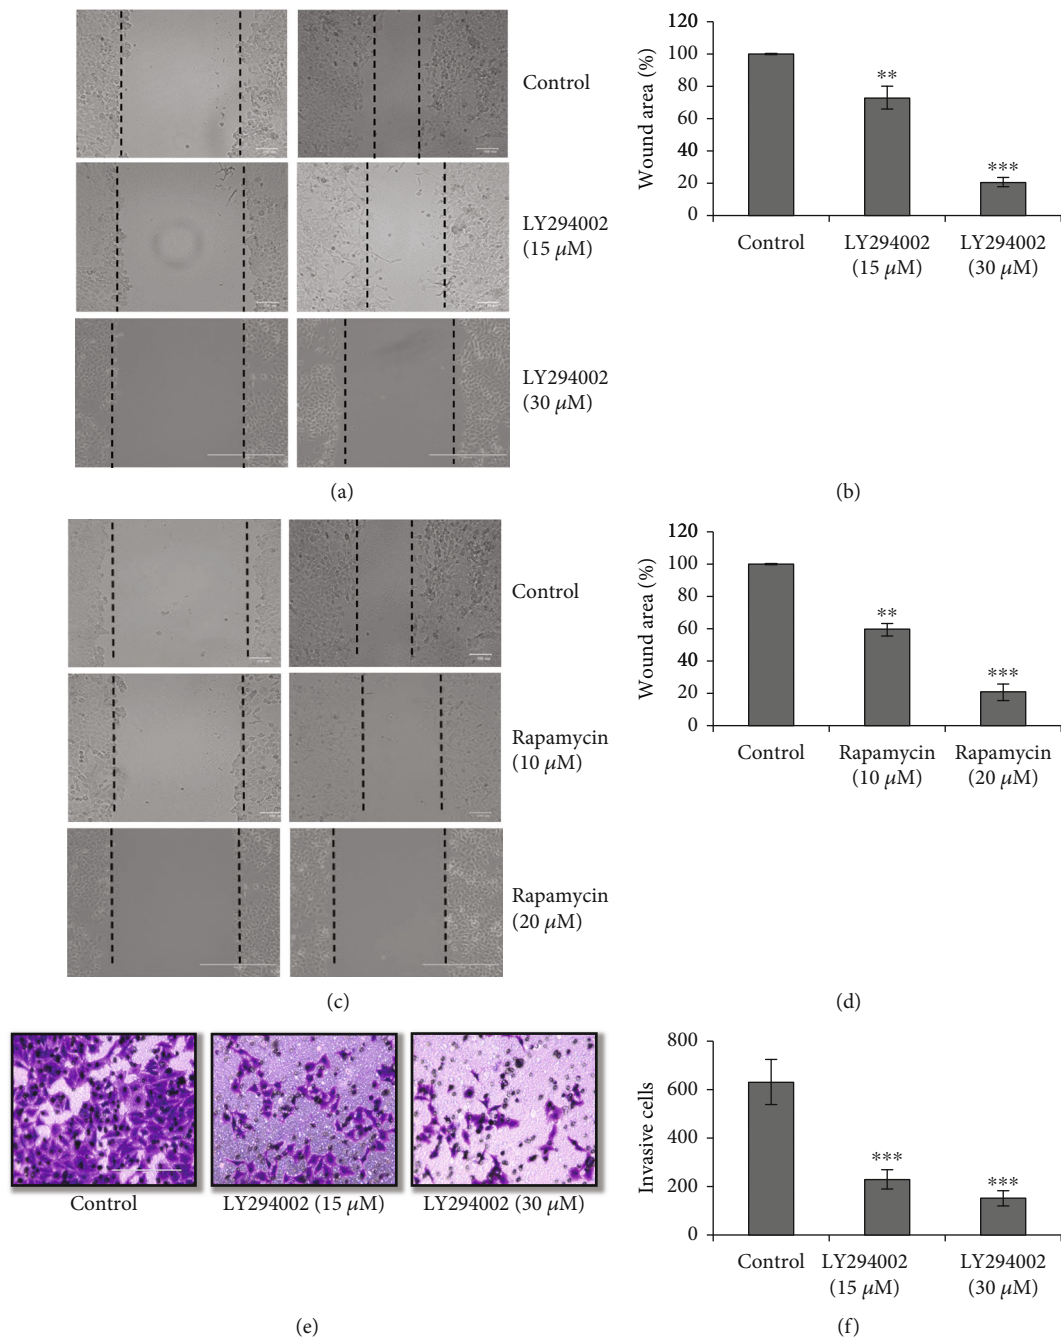 Control
LY294002
(15 μM)
LY294002
(30 μM)
(a)
Wound area (%)
120
100
80
60
40
20
0
**
***
Control
LY294002
(15 μM)
LY294002
(30 μM)
(b)
Control
Rapamycin
(10 μM)
Rapamycin
(20 μM)
(c)
Wound area (%)
120
100
80
60
40
20
0
**
***
Control
Rapamycin
(10 μM)
Rapamycin
(20 μM)
(d)
Control
LY294002 (15 μM)
LY294002 (30 μM)
(e)
Invasive cells
800
600
400
200
0
***
***
Control
LY294002
(15 μM)
LY294002
(30 μM)
(f)